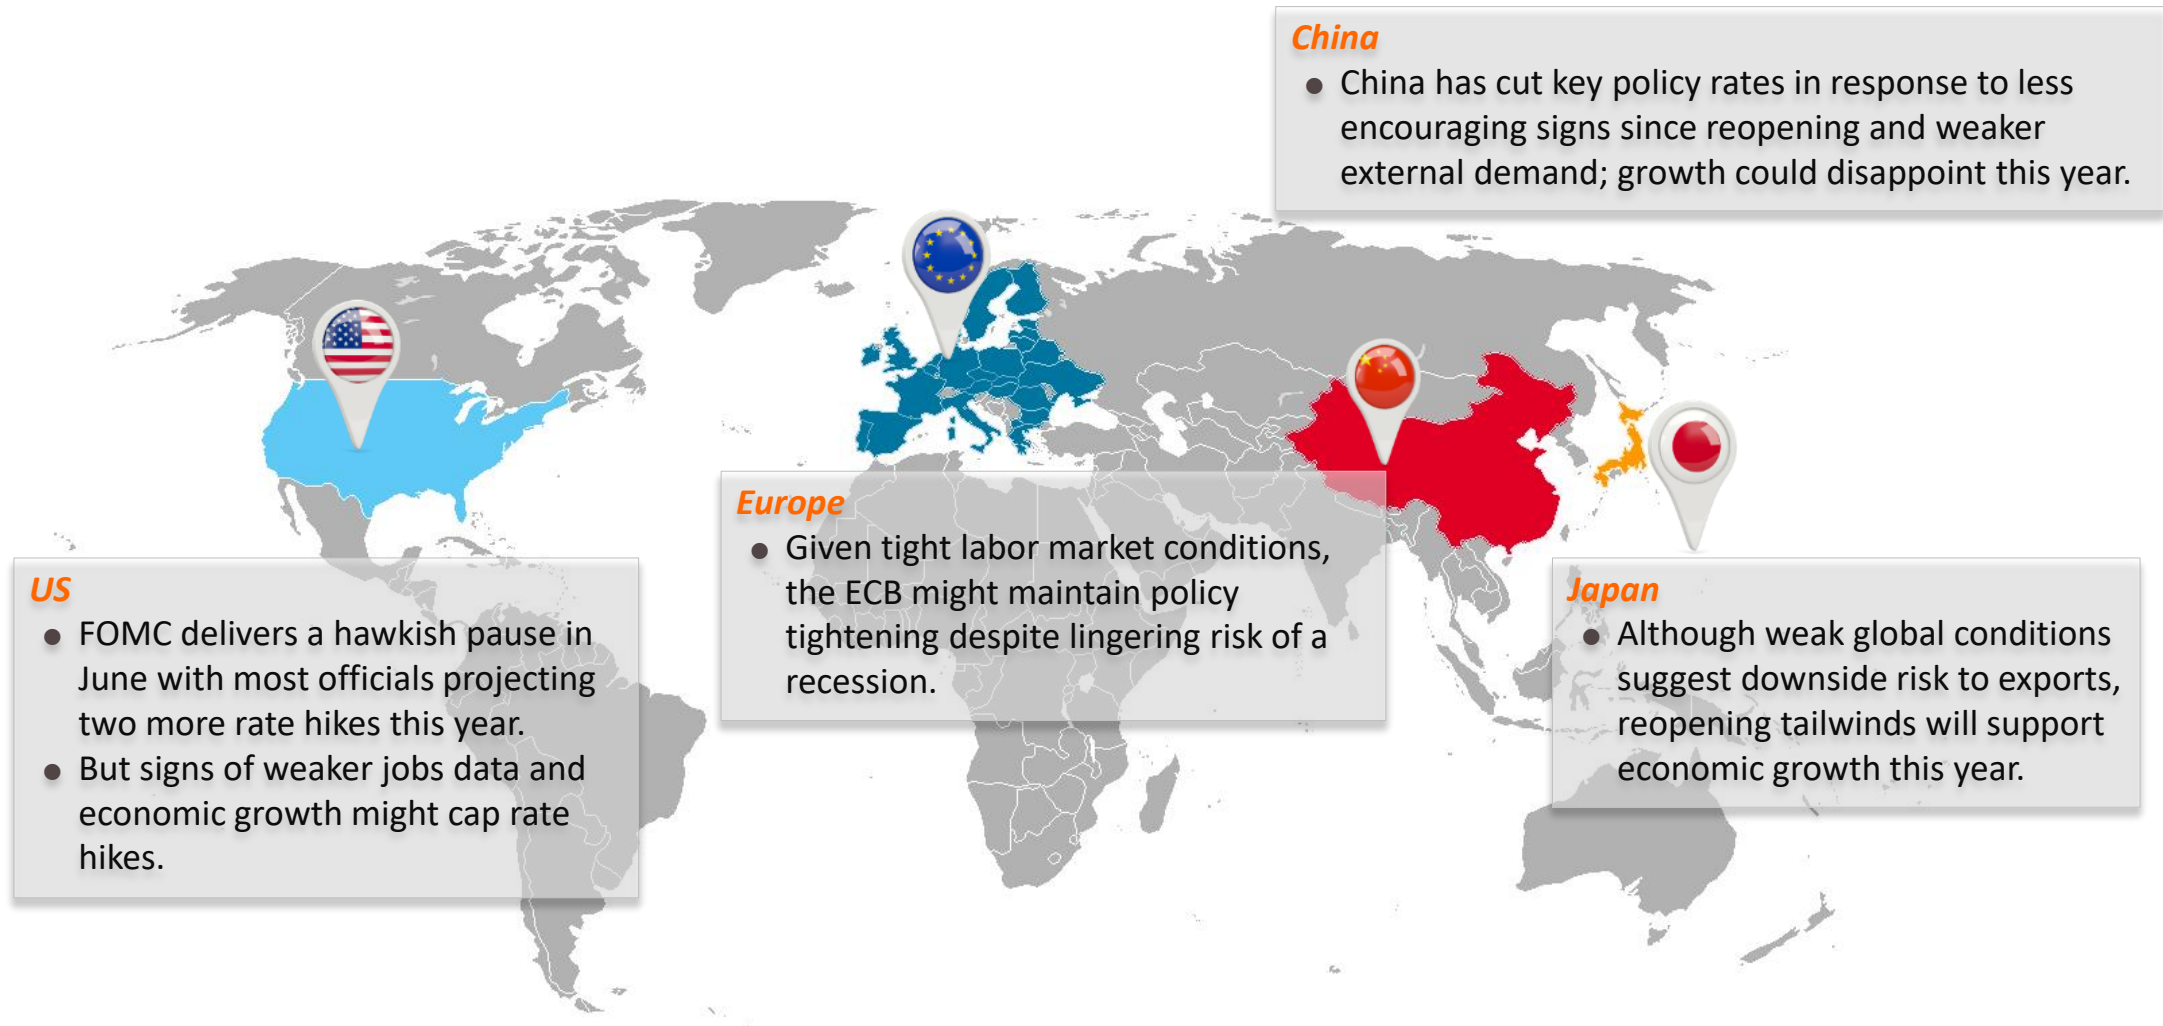 China
● China has cut key policy rates in response to less
encouraging signs since reopening and weaker
external demand; growth could disappoint this year.
Europe
● Given tight labor market conditions,
the ECB might maintain policy
tightening despite lingering risk of a
recession.
US
● FOMC delivers a hawkish pause in
June with most officials projecting
two more rate hikes this year.
● But signs of weaker jobs data and
economic growth might cap rate
hikes.
Japan
● Although weak global conditions
suggest downside risk to exports,
reopening tailwinds will support
economic growth this year.